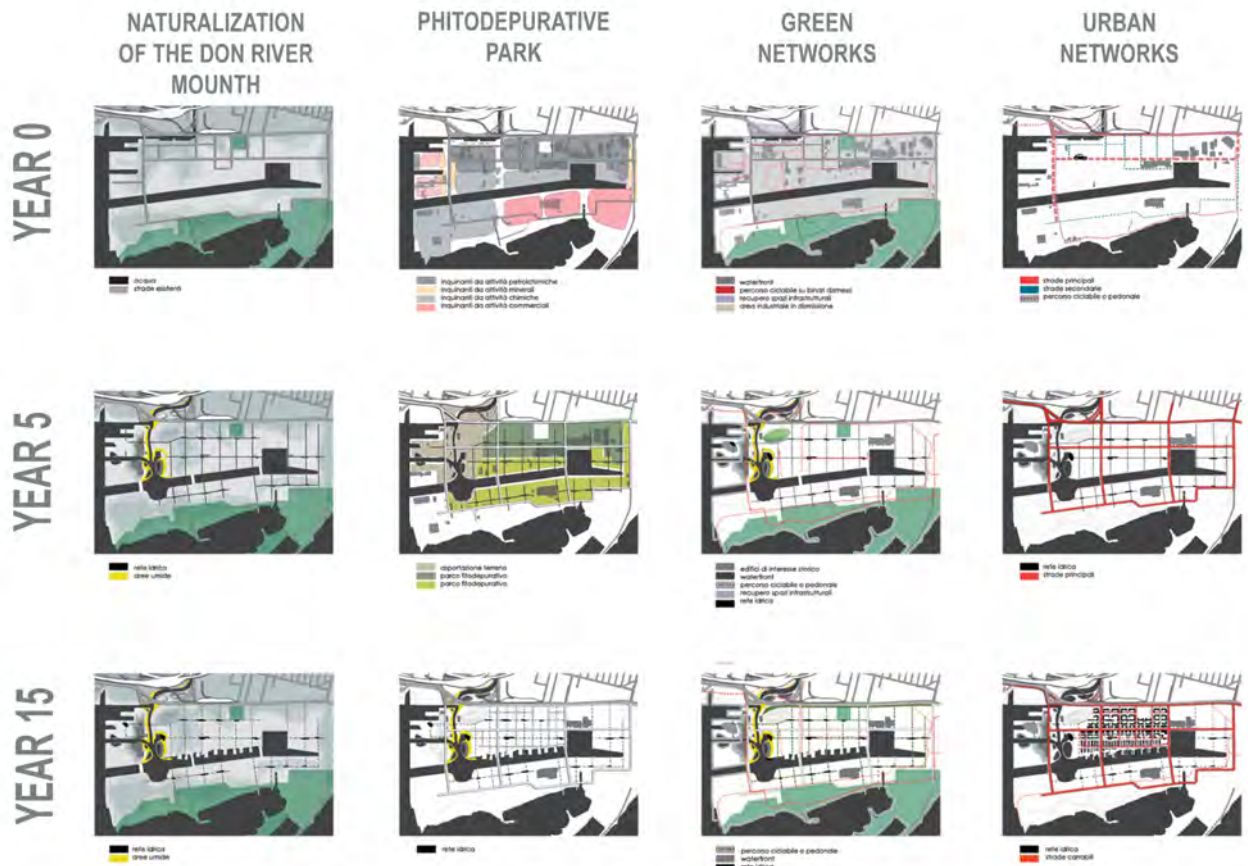 NATURALIZATION
OF THE DON RIVER
MOUNTH
PHITODEPURATIVE
PARK
GREEN
NETWORKS
URBAN
NETWORKS
YEAR 0
acqua
strade esistenti
inquinanti da attività petrolchimiche
inquinanti da attività minerali
inquinanti da attività chimiche
inquinanti da attività commerciali
waterfront
percorso ciclabile su binari dismessi
recupero spazi infrastrutturali
area industriale in dismissione
strade principali
strade secondarie
percorso ciclabile o pedonale
YEAR 5
rete idrica
aree umide
asportazione terreno
parco fitodepurativo
parco fitodepurativo
edifici di interesse storico
waterfront
percorso ciclabile o pedonale
recupero spazi infrastrutturali
rete idrica
rete idrica
strade principali
YEAR 15
rete idrica
aree umide
rete idrica
percorso ciclabile o pedonale
waterfront
rete idrica
rete idrica
strade carrabili